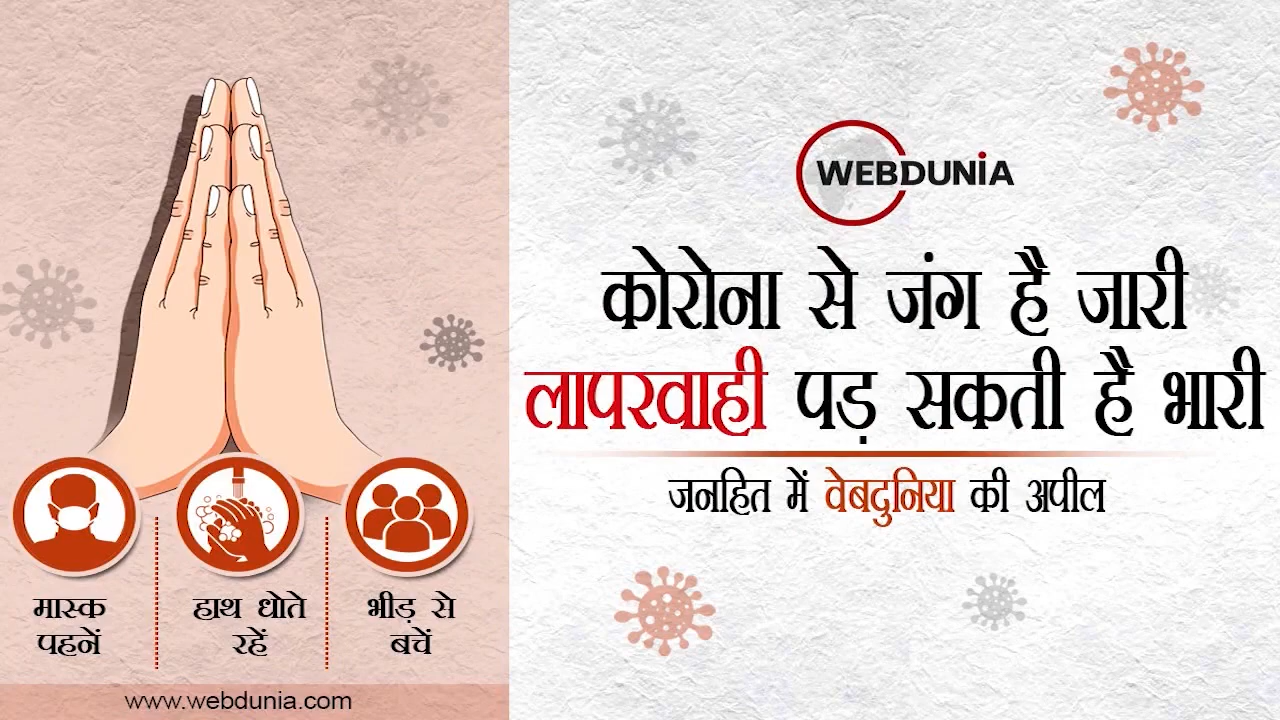 WEBDUNIA
कोरोना से जंग है जारी
लापरवाही पड़ सकती है भारी
जनहित में वेबदुनिया की अपील
मास्क
पहनें
हाथ धोते
रहें
भीड़ से
बचें
www.webdunia.com